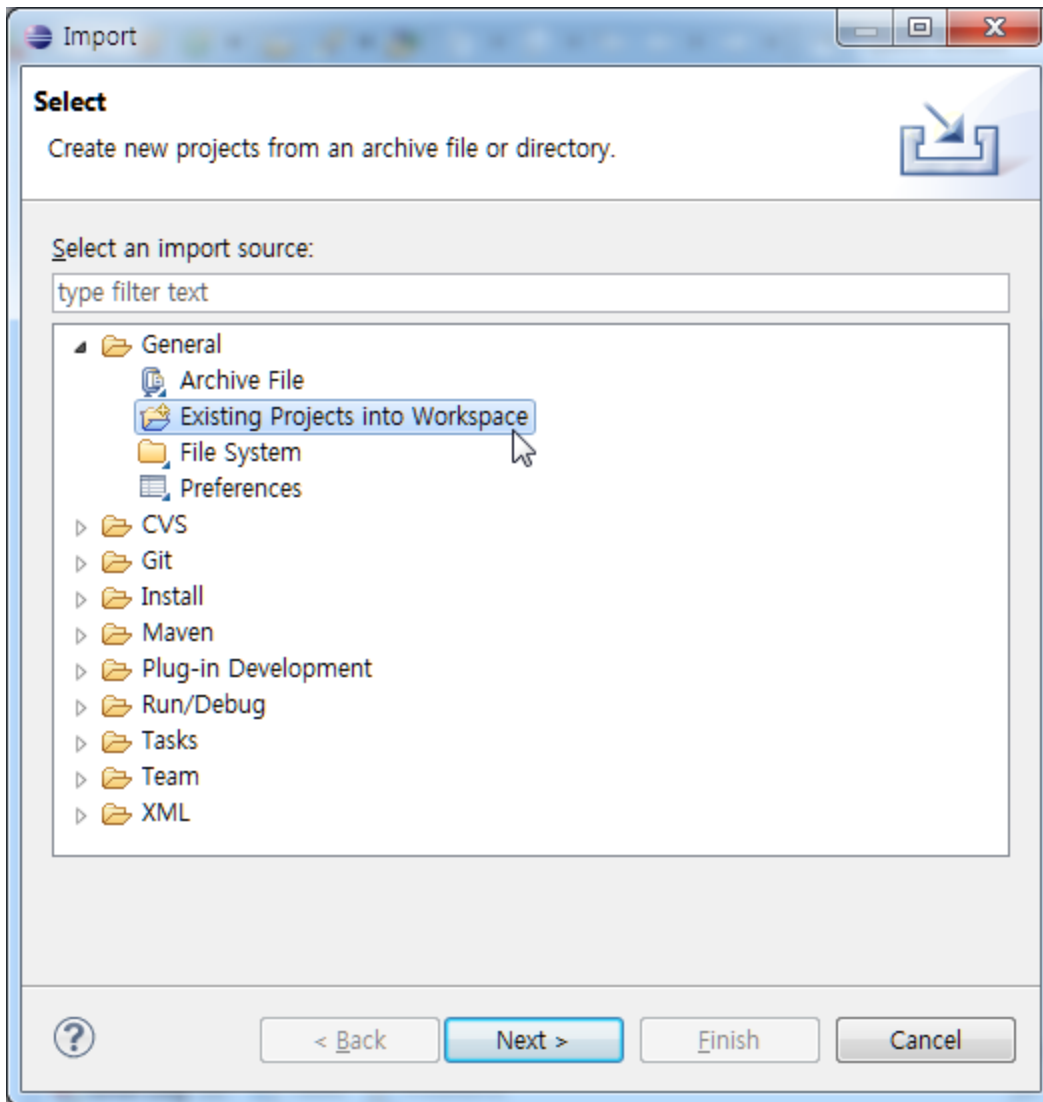 Import
Select
Create new projects from an archive file or directory.
Select an import source:
type filter text
General
Archive File
Existing Projects into Workspace
File System
Preferences
CVS
Git
Install
Maven
Plug-in Development
Run/Debug
Tasks
Team
XML
? < Back Next > Finish Cancel